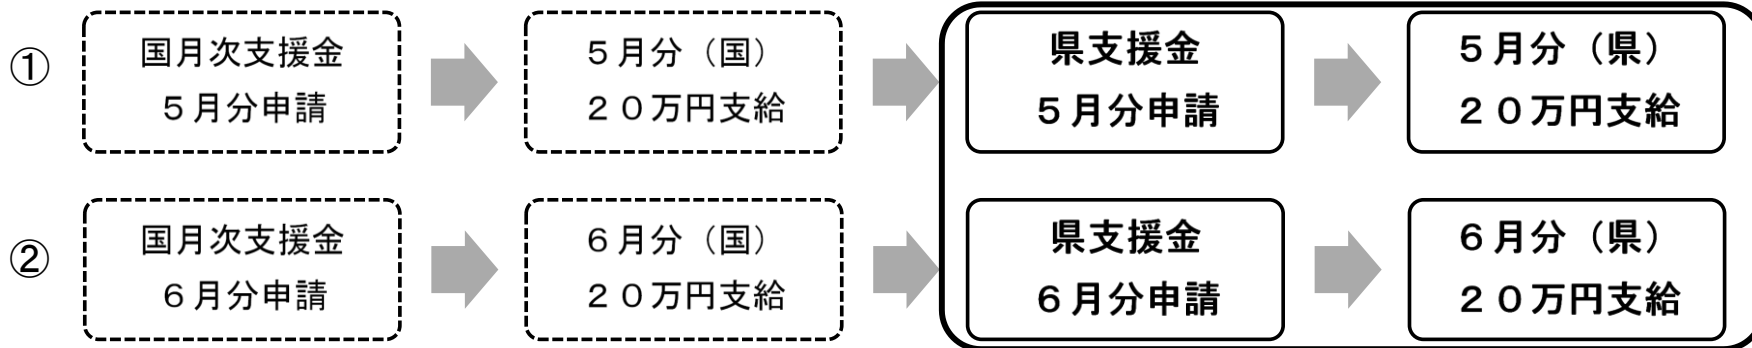 ①
国月次支援金
５月分申請
５月分（国）
２０万円支給
県支援金
５月分申請
５月分（県）
２０万円支給
②
国月次支援金
６月分申請
６月分（国）
２０万円支給
県支援金
６月分申請
６月分（県）
２０万円支給